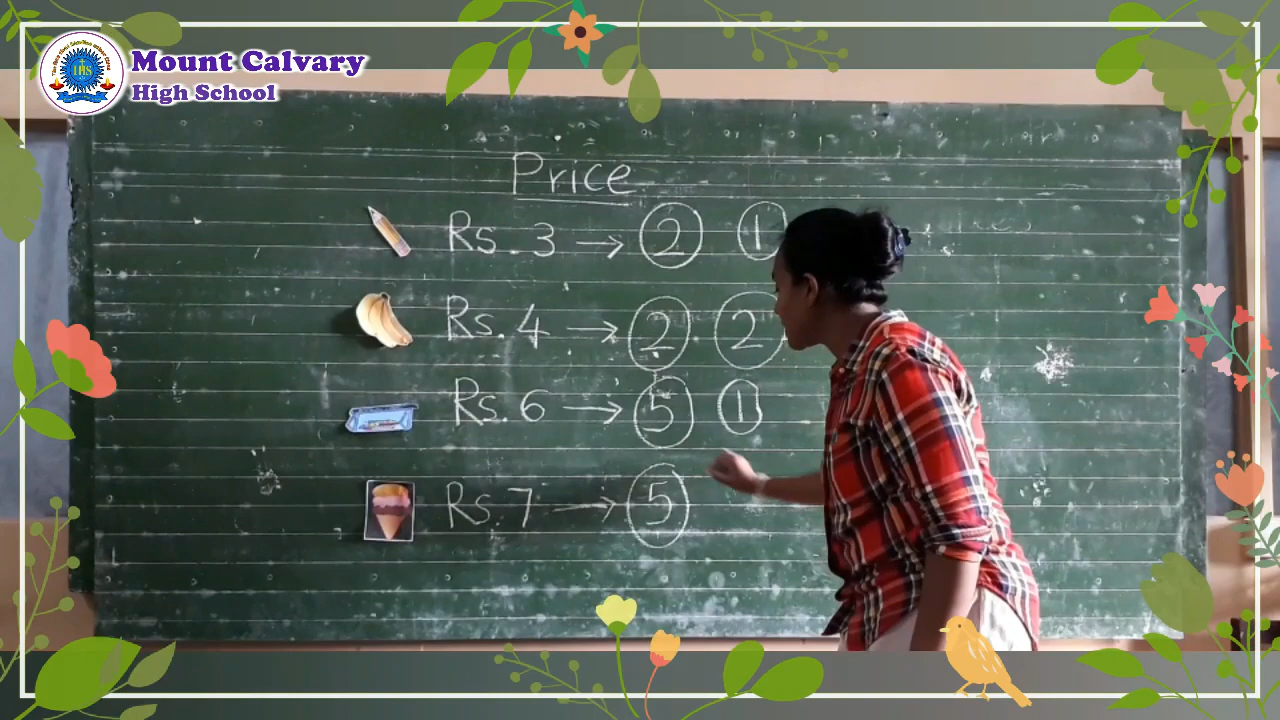 Mount Calvary
High School
IHS
Price
Rs. 3 → 2 1
Rs. 4 → 2 2
Rs. 6 → 5 1
Rs. 7 → 5